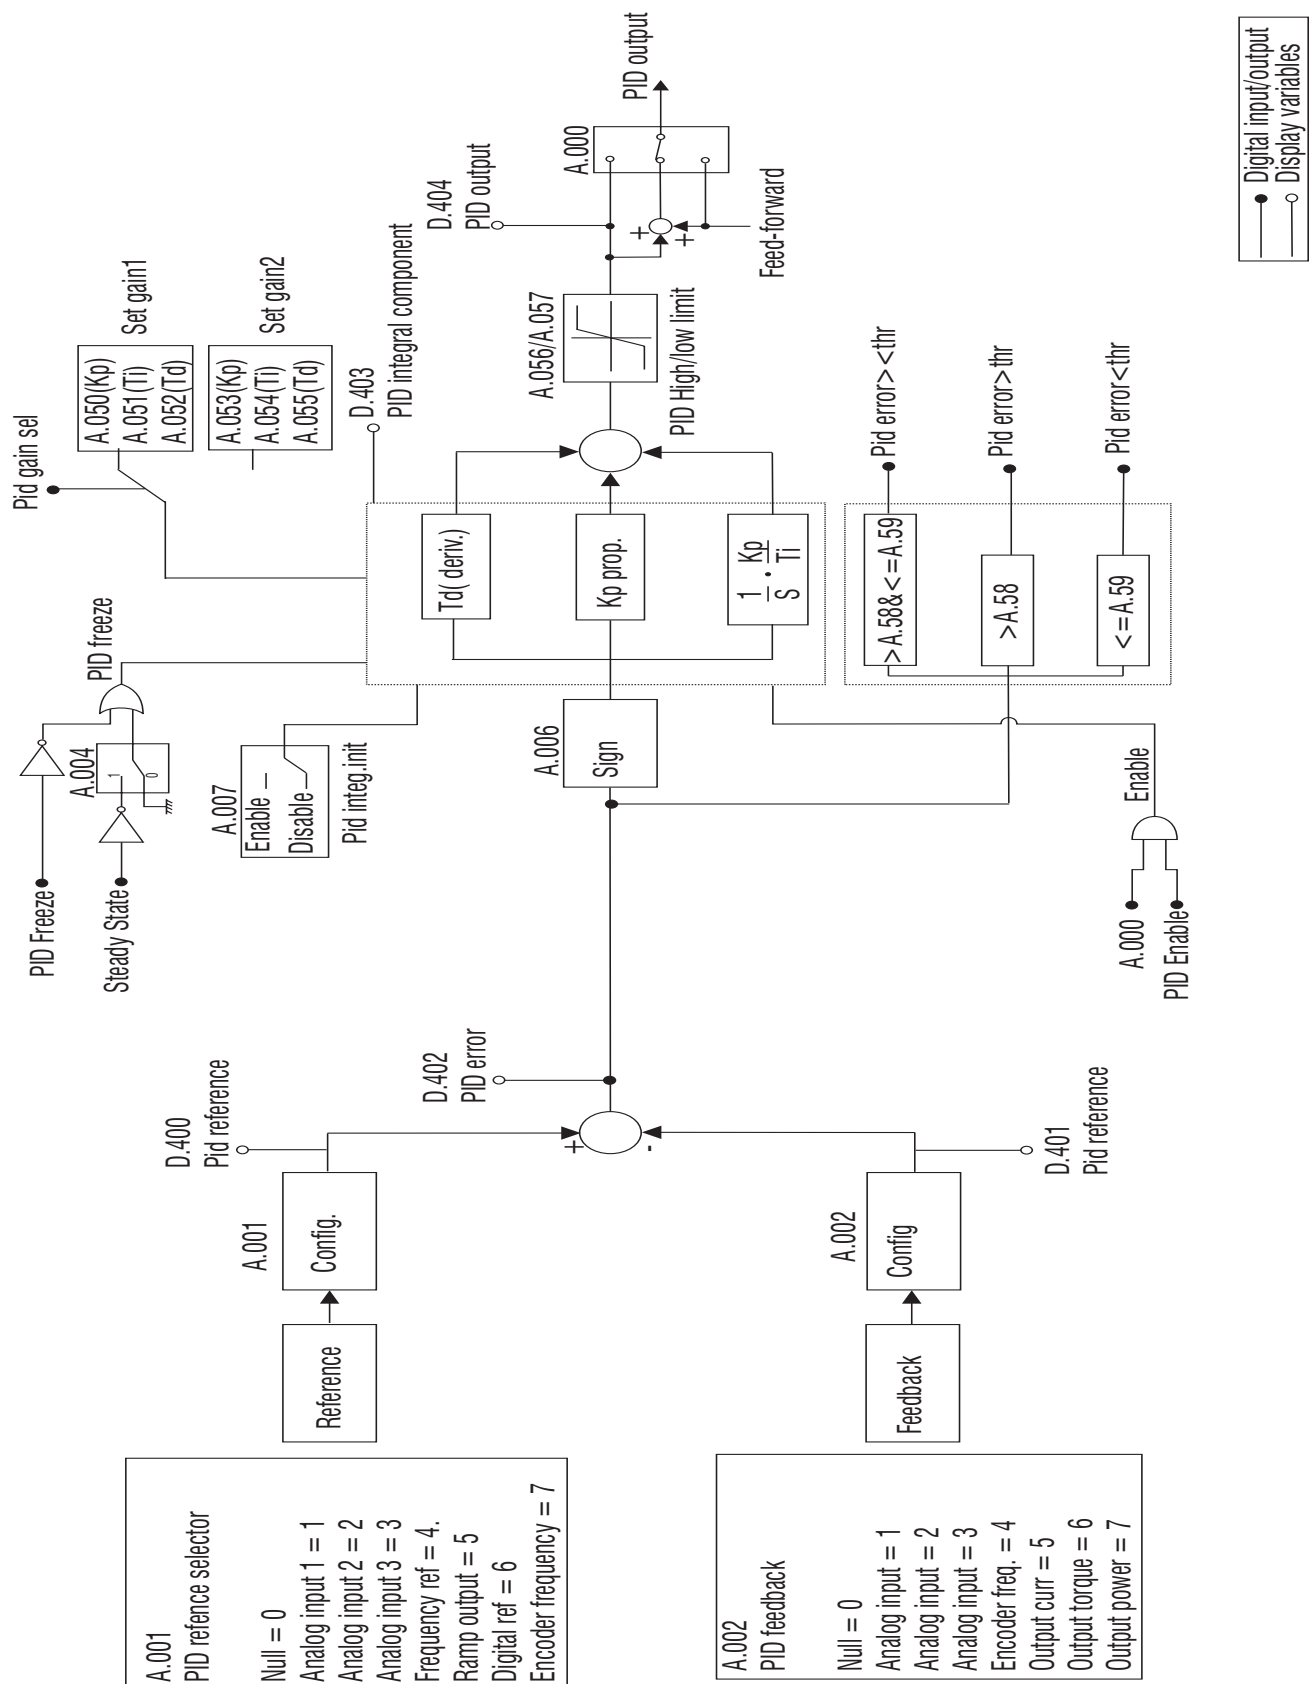 A.001
PID refence selector
Null = 0
Analog input 1 = 1
Analog input 2 = 2
Analog input 3 = 3
Frequency ref = 4.
Ramp output = 5
Digital ref = 6
Encoder frequency = 7
A.002
PID feedback
Null = 0
Analog input = 1
Analog input = 2
Analog input = 3
Encoder freq. = 4
Output curr = 5
Output torque = 6
Output power = 7
Reference
A.001
Config.
D.400
Pid reference
Feedback
A.002
Config
D.401
Pid reference
+
-
D.402
PID error
PID Freeze
Steady State
A.004
1
0
PID freeze
A.007
Enable
Disable
Pid integ.init
A.006
Sign
A.000
PID Enable
Enable
Pid gain sel
A.050(Kp)
A.051(Ti)
A.052(Td)
Set gain1
A.053(Kp)
A.054(Ti)
A.055(Td)
Set gain2
D.403
PID integral component
Td( deriv.)
Kp prop.
1
S
·
Kp
Ti
>A.58&<=A.59
>A.58
<=A.59
Pid error><thr
Pid error>thr
Pid error<thr
A.056/A.057
PID High/low limit
D.404
PID output
+
+
Feed-forward
A.000
PID output
Digital input/output
Display variables